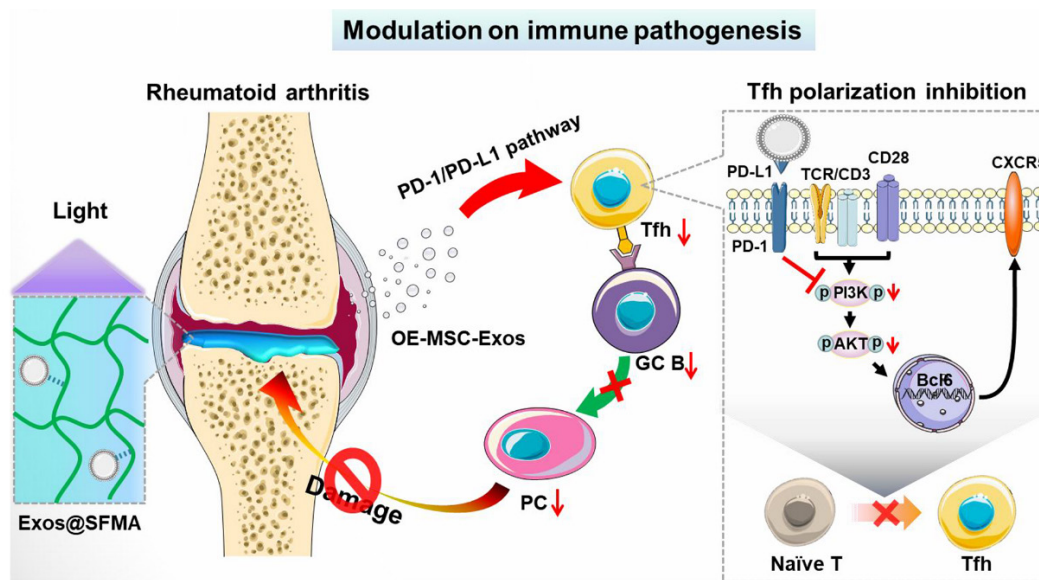 Modulation on immune pathogenesis
Rheumatoid arthritis
Light
Exos@SFMA
PD-1/PD-L1 pathway
OE-MSC-Exos
Tfh
GC B
PC
Damage
Tfh polarization inhibition
PD-L1
TCR/CD3
CD28
CXCR5
PD-1
p PI3K p
p AKT p
Bcl6
Naïve T
Tfh